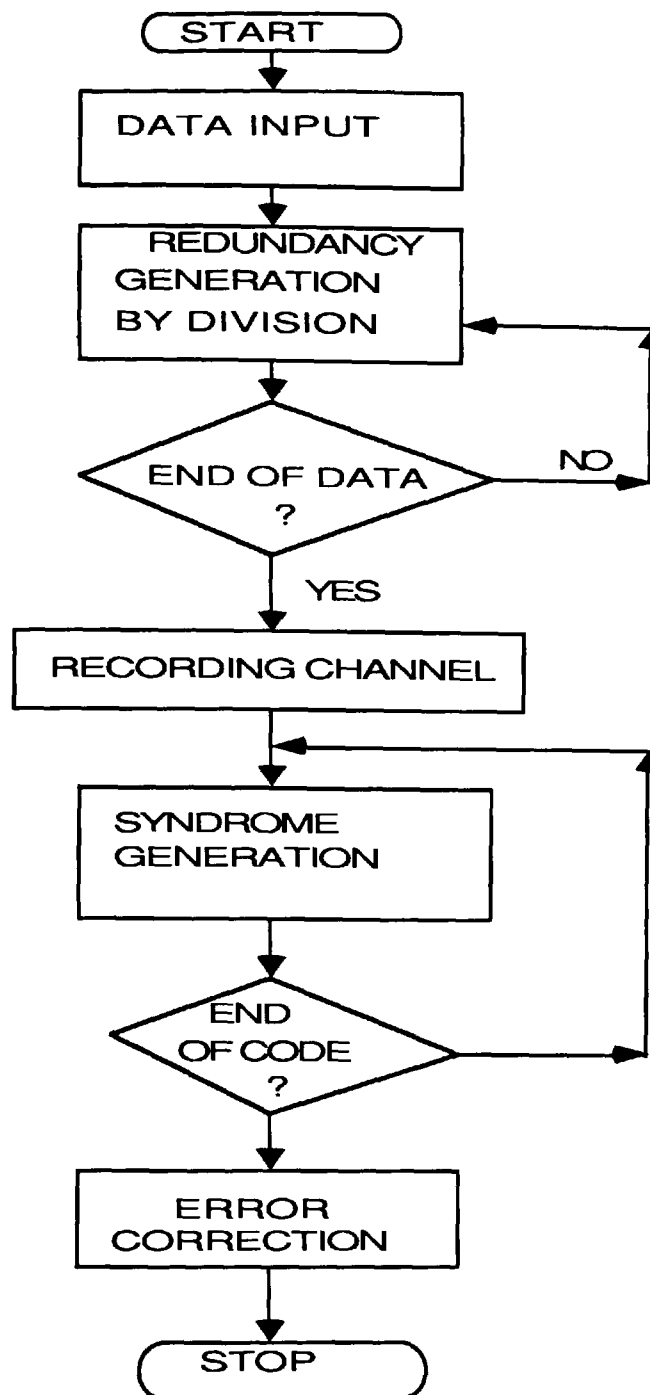 START
DATA INPUT
REDUNDANCY
GENERATION
BY DIVISION
END OF DATA
?
NO
YES
RECORDING CHANNEL
SYNDROME
GENERATION
END
OF CODE
?
ERROR
CORRECTION
STOP